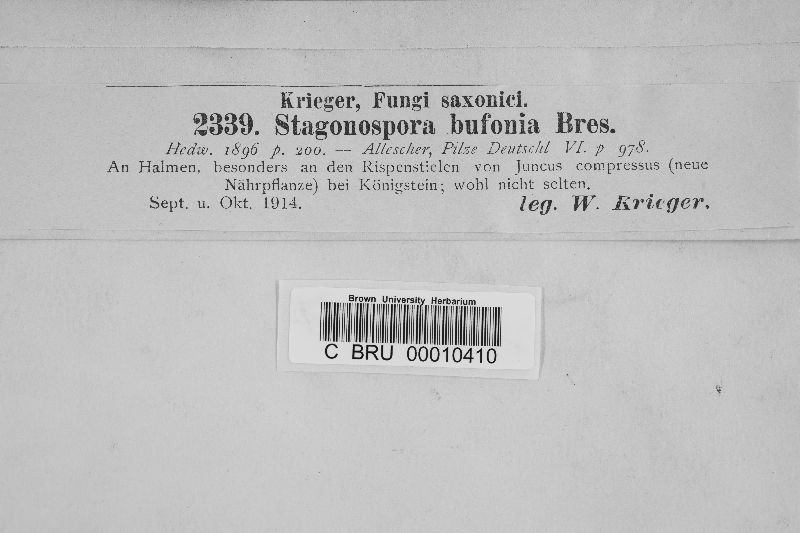 Krieger, Fungi saxonici.
2339. Stagonospora bufonia Bres.
Hedw. 1896 p. 200. — Allescher, Pilze Deutschl VI. p 978.
An Halmen, besonders an den Rispenstielen von Juncus compressus (neue
Nährpflanze) bei Königstein; wohl nicht selten.
Sept. u. Okt. 1914. leg. W. Krieger.
Brown University Herbarium
C BRU 00010410